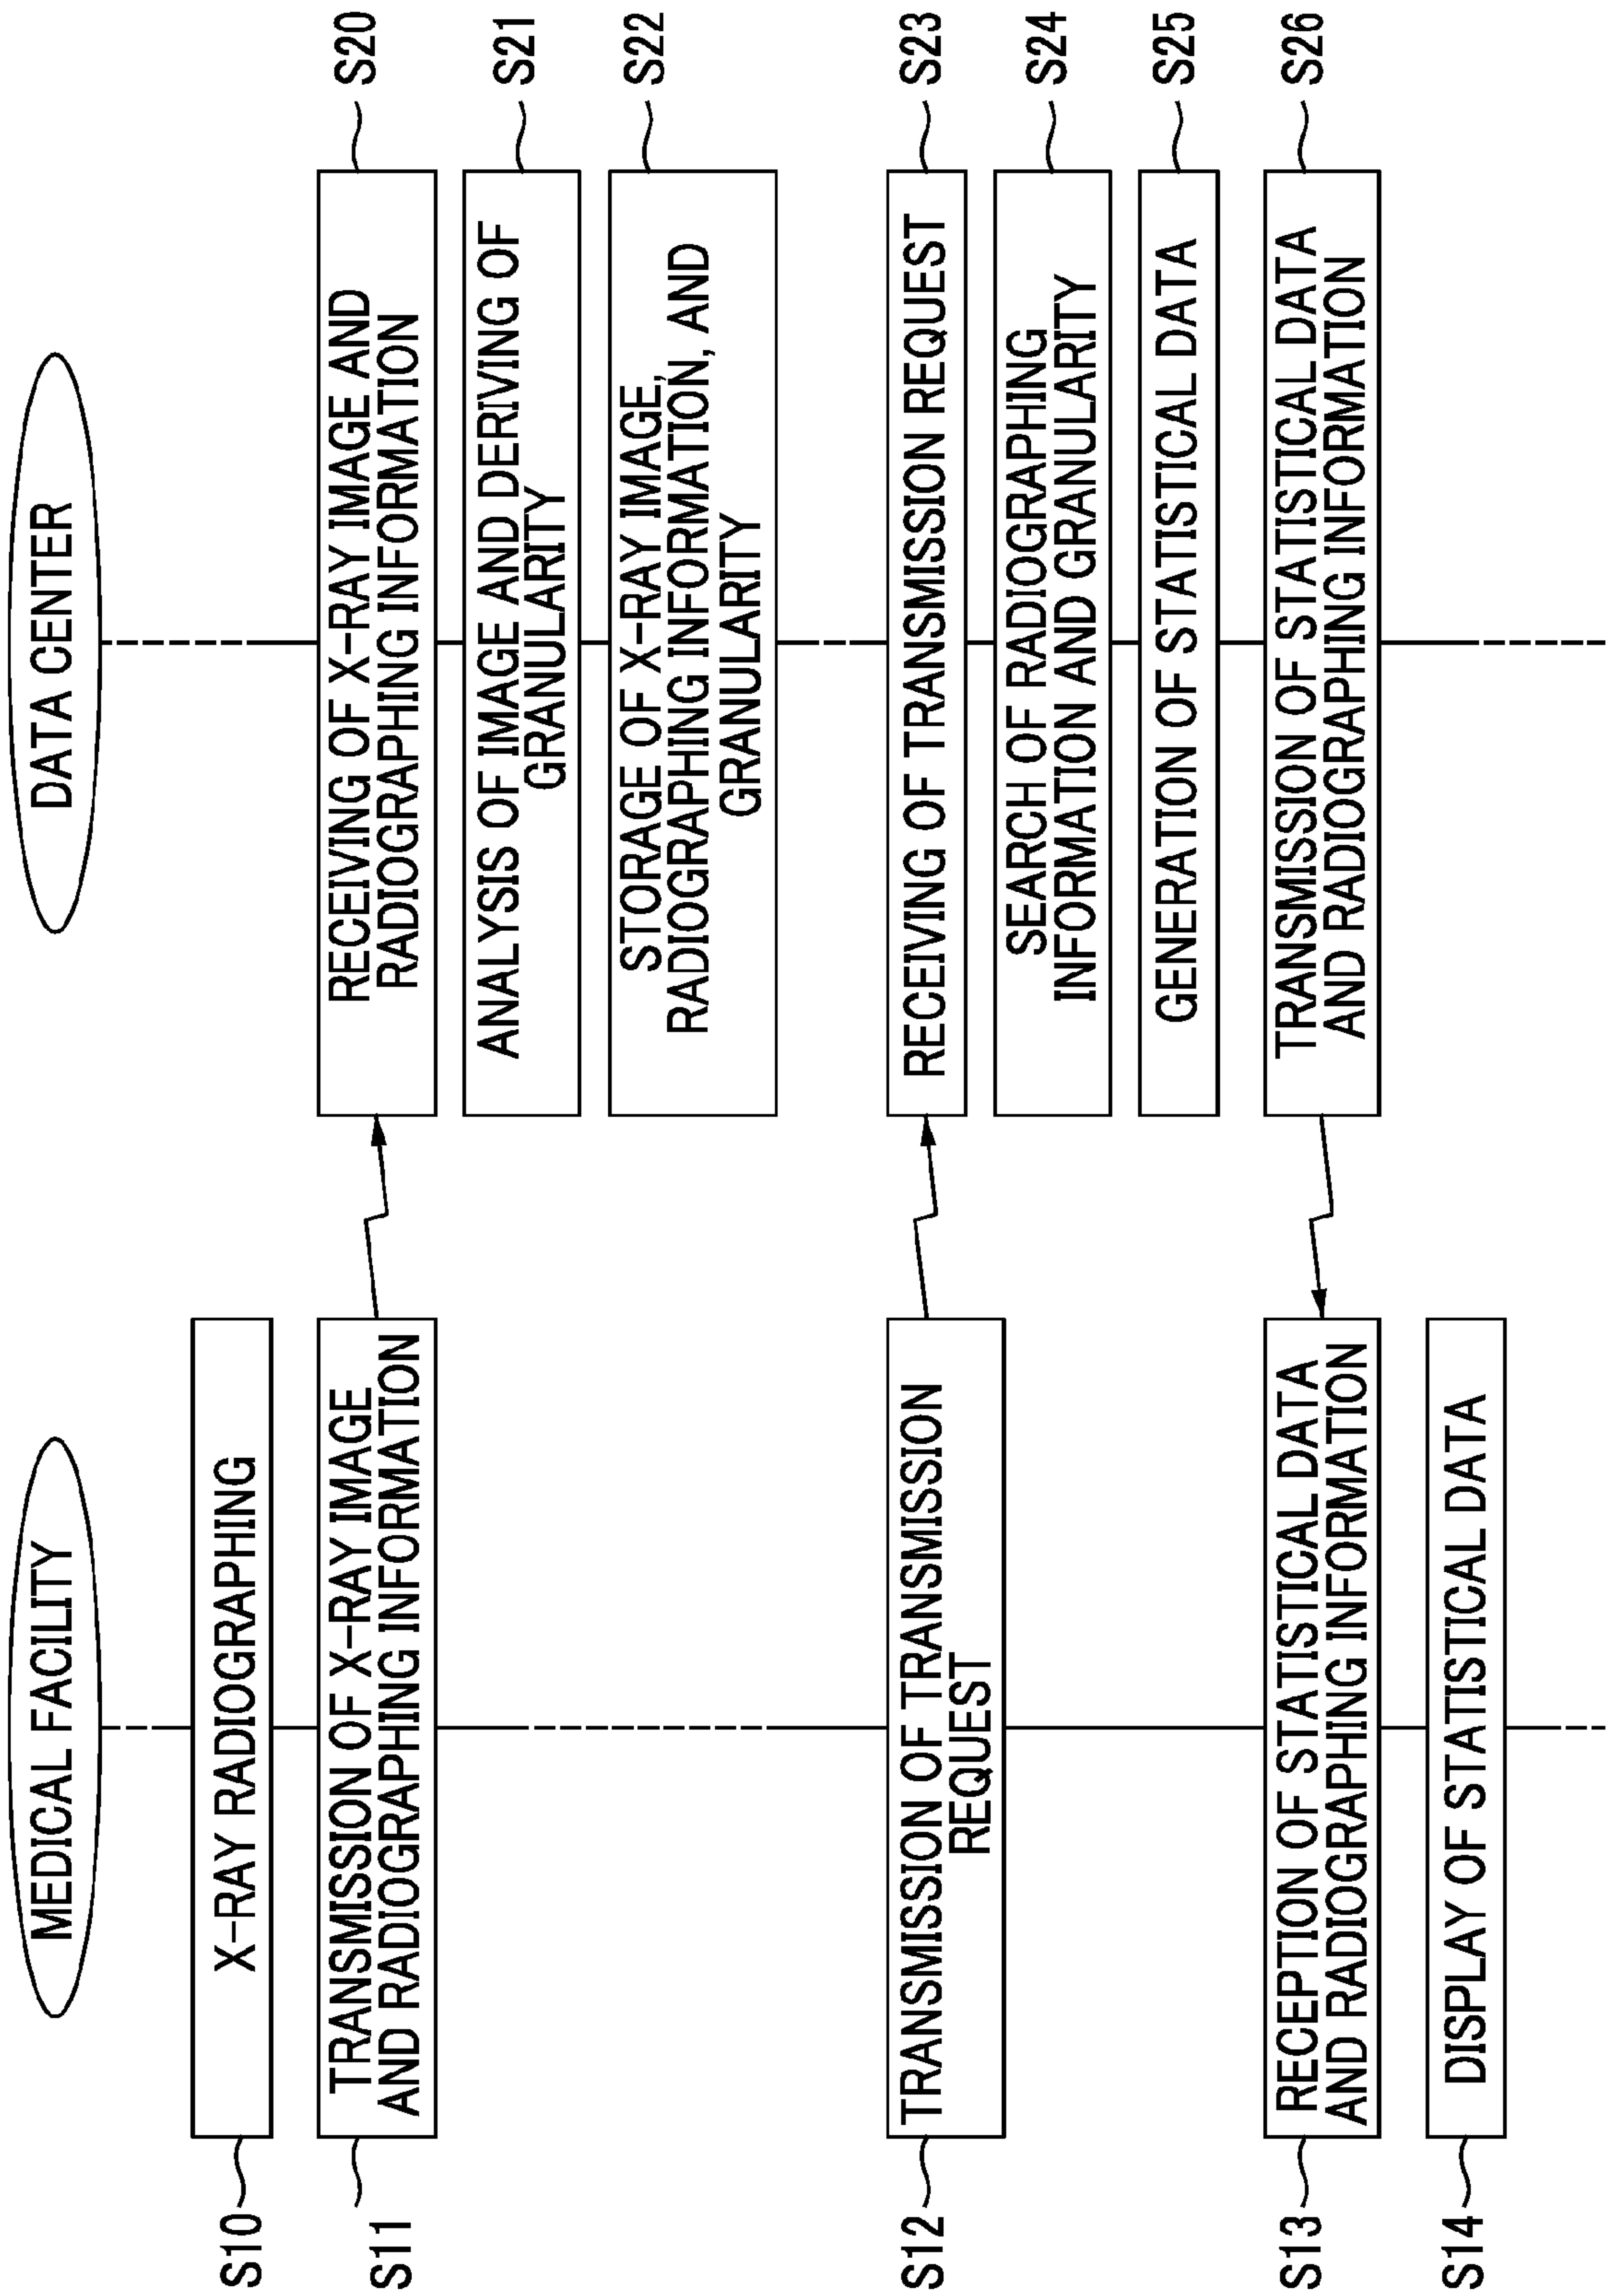 MEDICAL FACILITY
DATA CENTER
S10
X-RAY RADIOGRAPHING
S11
TRANSMISSION OF X-RAY IMAGE
AND RADIOGRAPHING INFORMATION
RECEIVING OF X-RAY IMAGE AND
RADIOGRAPHING INFORMATION
S20
ANALYSIS OF IMAGE AND DERIVING OF
GRANULARITY
S21
STORAGE OF X-RAY IMAGE,
RADIOGRAPHING INFORMATION, AND
GRANULARITY
S22
S12
TRANSMISSION OF TRANSMISSION
REQUEST
RECEIVING OF TRANSMISSION REQUEST
S23
SEARCH OF RADIOGRAPHING
INFORMATION AND GRANULARITY
S24
GENERATION OF STATISTICAL DATA
S25
S13
RECEPTION OF STATISTICAL DATA
AND RADIOGRAPHING INFORMATION
TRANSMISSION OF STATISTICAL DATA
AND RADIOGRAPHING INFORMATION
S26
S14
DISPLAY OF STATISTICAL DATA